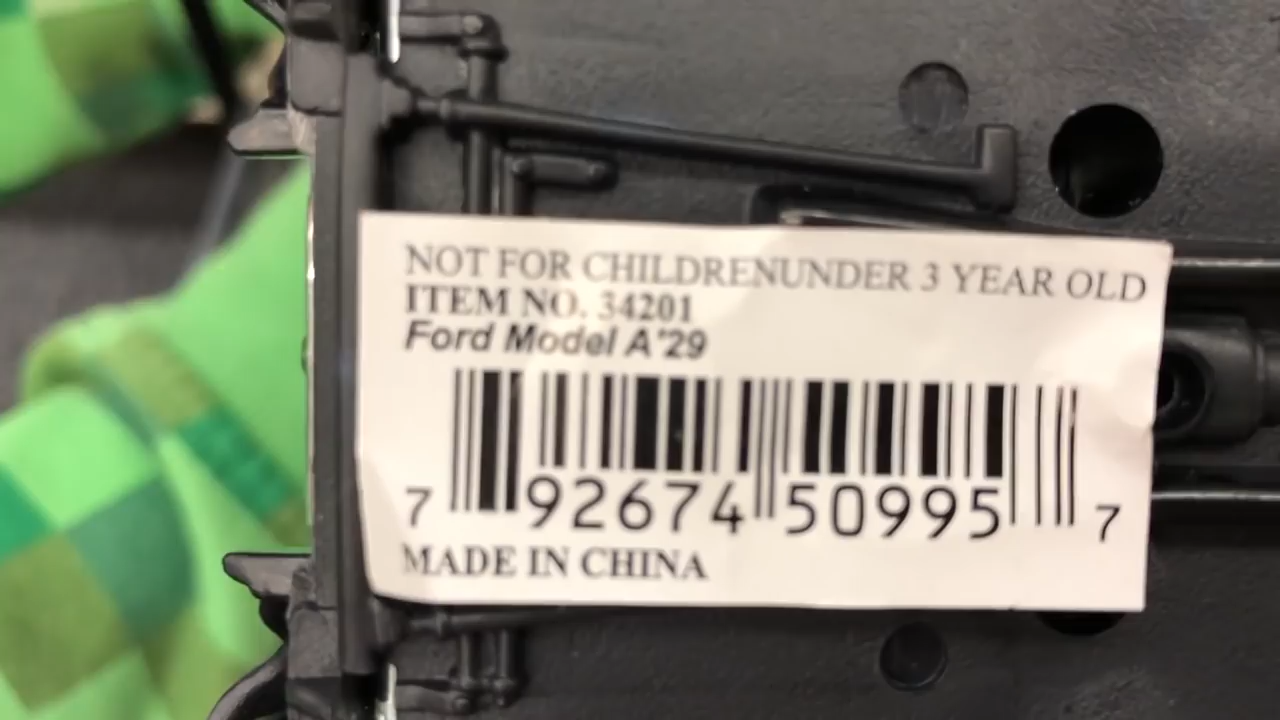 NOT FOR CHILDRENUNDER 3 YEAR OLD
ITEM NO. 34201
Ford Model A'29
7 92674 50995 7
MADE IN CHINA